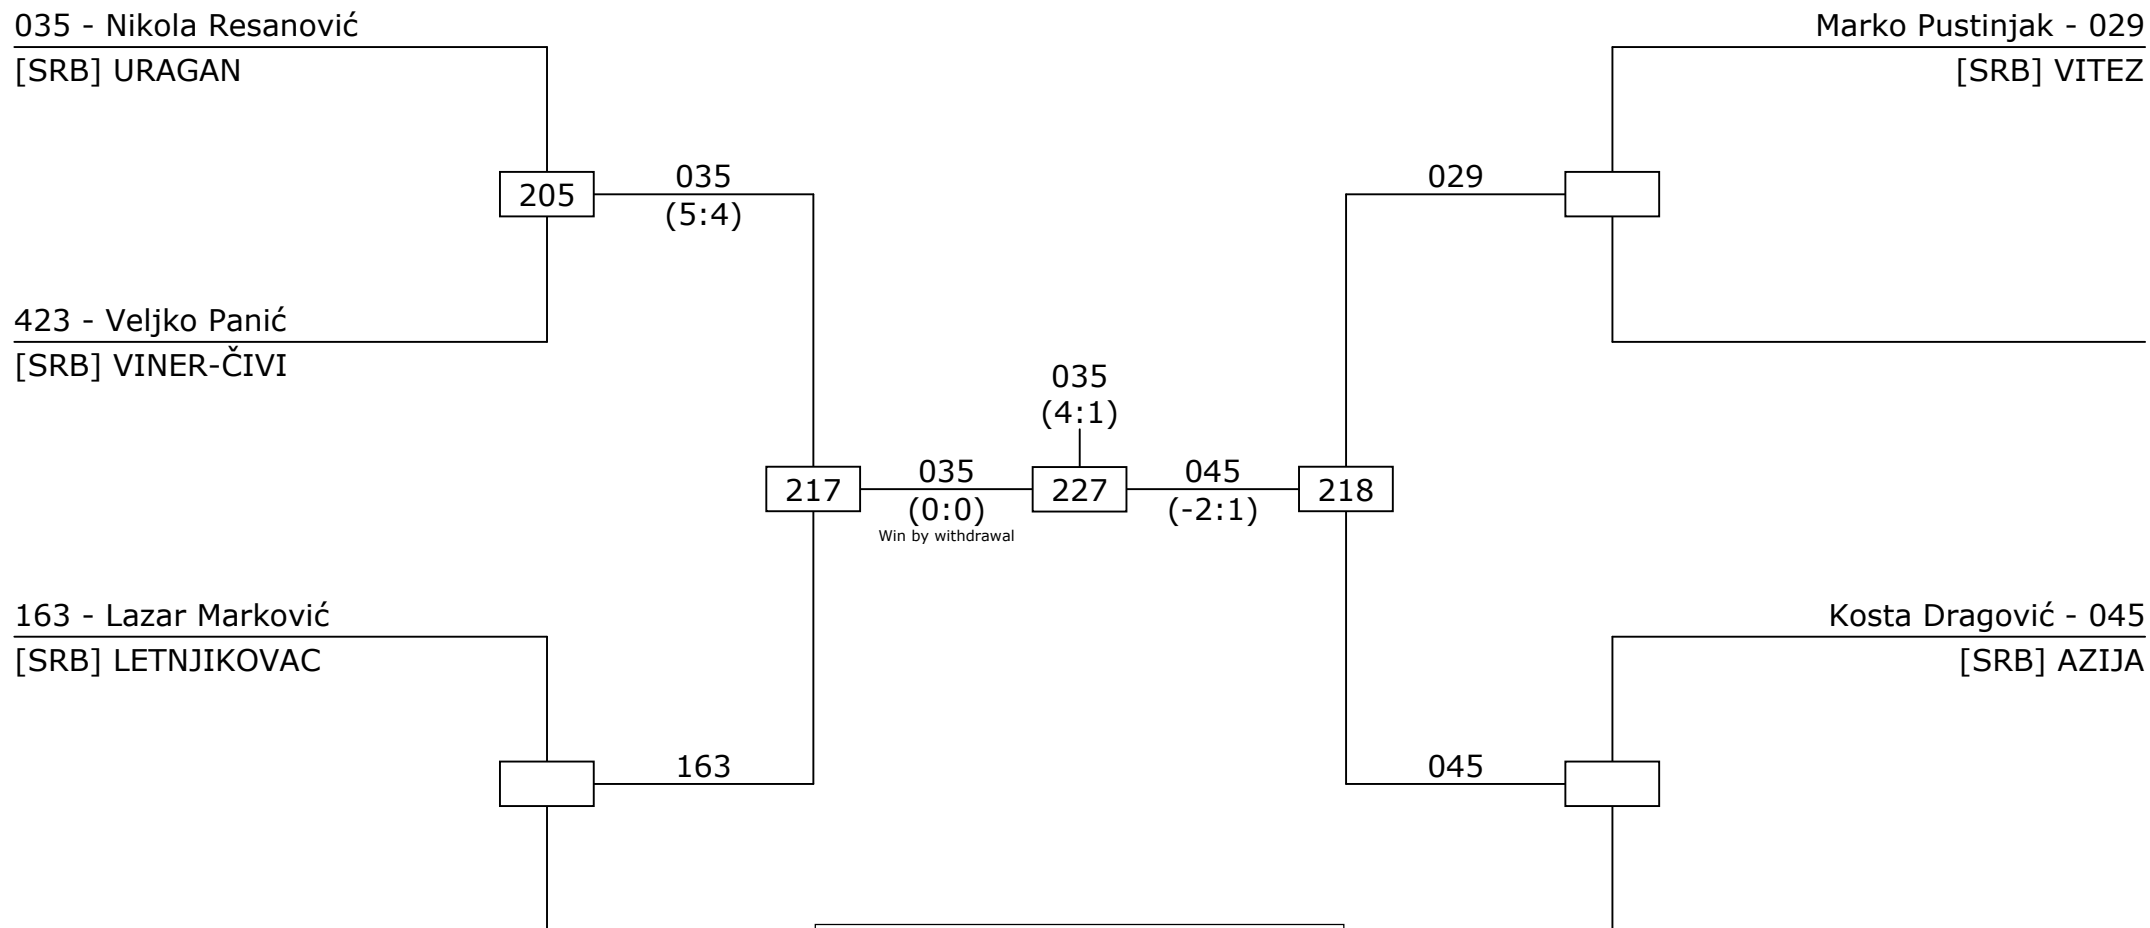 035 - Nikola Resanović
[SRB] URAGAN
Marko Pustinjak - 029
[SRB] VITEZ
205
035
(5:4)
029
423 - Veljko Panić
[SRB] VINER-ČIVI
035
(4:1)
217
035
(0:0)
Win by withdrawal
227
045
(-2:1)
218
163 - Lazar Marković
[SRB] LETNJIKOVAC
Kosta Dragović - 045
[SRB] AZIJA
163
045